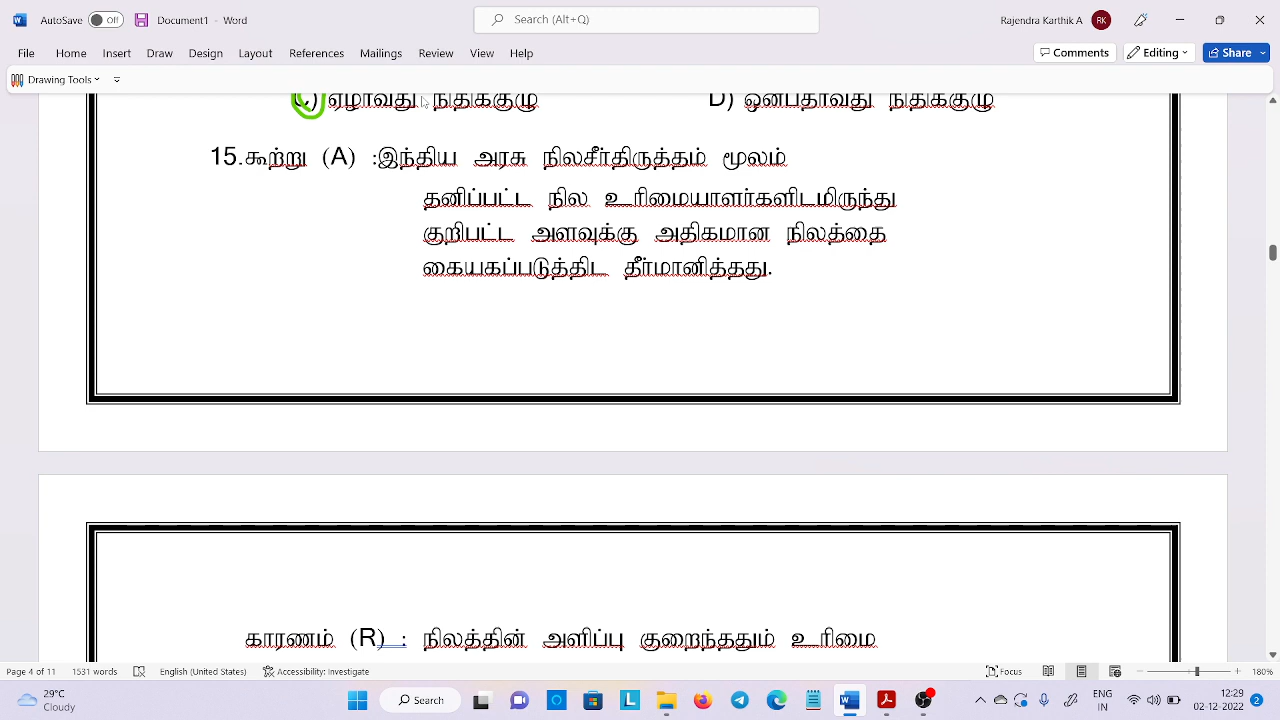 AutoSave Off Document1 - Word Search (Alt+Q) Rajendra Karthik A RK
File Home Insert Draw Design Layout References Mailings Review View Help Comments Editing Share
Drawing Tools
C) ஏழாவது நிதிக்குழு D) ஒன்பதாவது நிதிக்குழு
15.கூற்று (A) :இந்திய அரசு நிலசீர்திருத்தம் மூலம்
தனிப்பட்ட நில உரிமையாளர்களிடமிருந்து
குறிபட்ட அளவுக்கு அதிகமான நிலத்தை
கையகப்படுத்திட தீர்மானித்தது.
காரணம் (R) : நிலத்தின் அளிப்பு குறைந்ததும் உரிமை
Page 4 of 11 1531 words English (United States) Accessibility: Investigate Focus 180%
29°C
Cloudy
Search
ENG
IN
12:29
02-12-2022
2